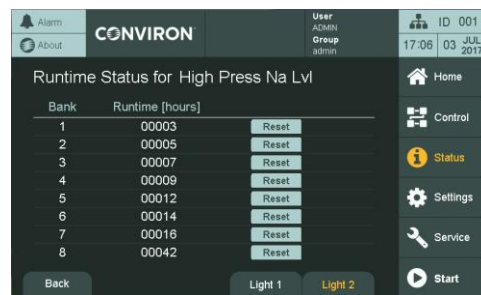 Alarm
About
CONVIRON
User
ADMIN
Group
admin
ID 001
17:06 03 JUL 2017
Runtime Status for High Press Na Lvl
Bank Runtime [hours]
1 00003 Reset
2 00005 Reset
3 00007 Reset
4 00009 Reset
5 00012 Reset
6 00014 Reset
7 00016 Reset
8 00042 Reset
Back Light 1 Light 2
Home
Control
Status
Settings
Service
Start